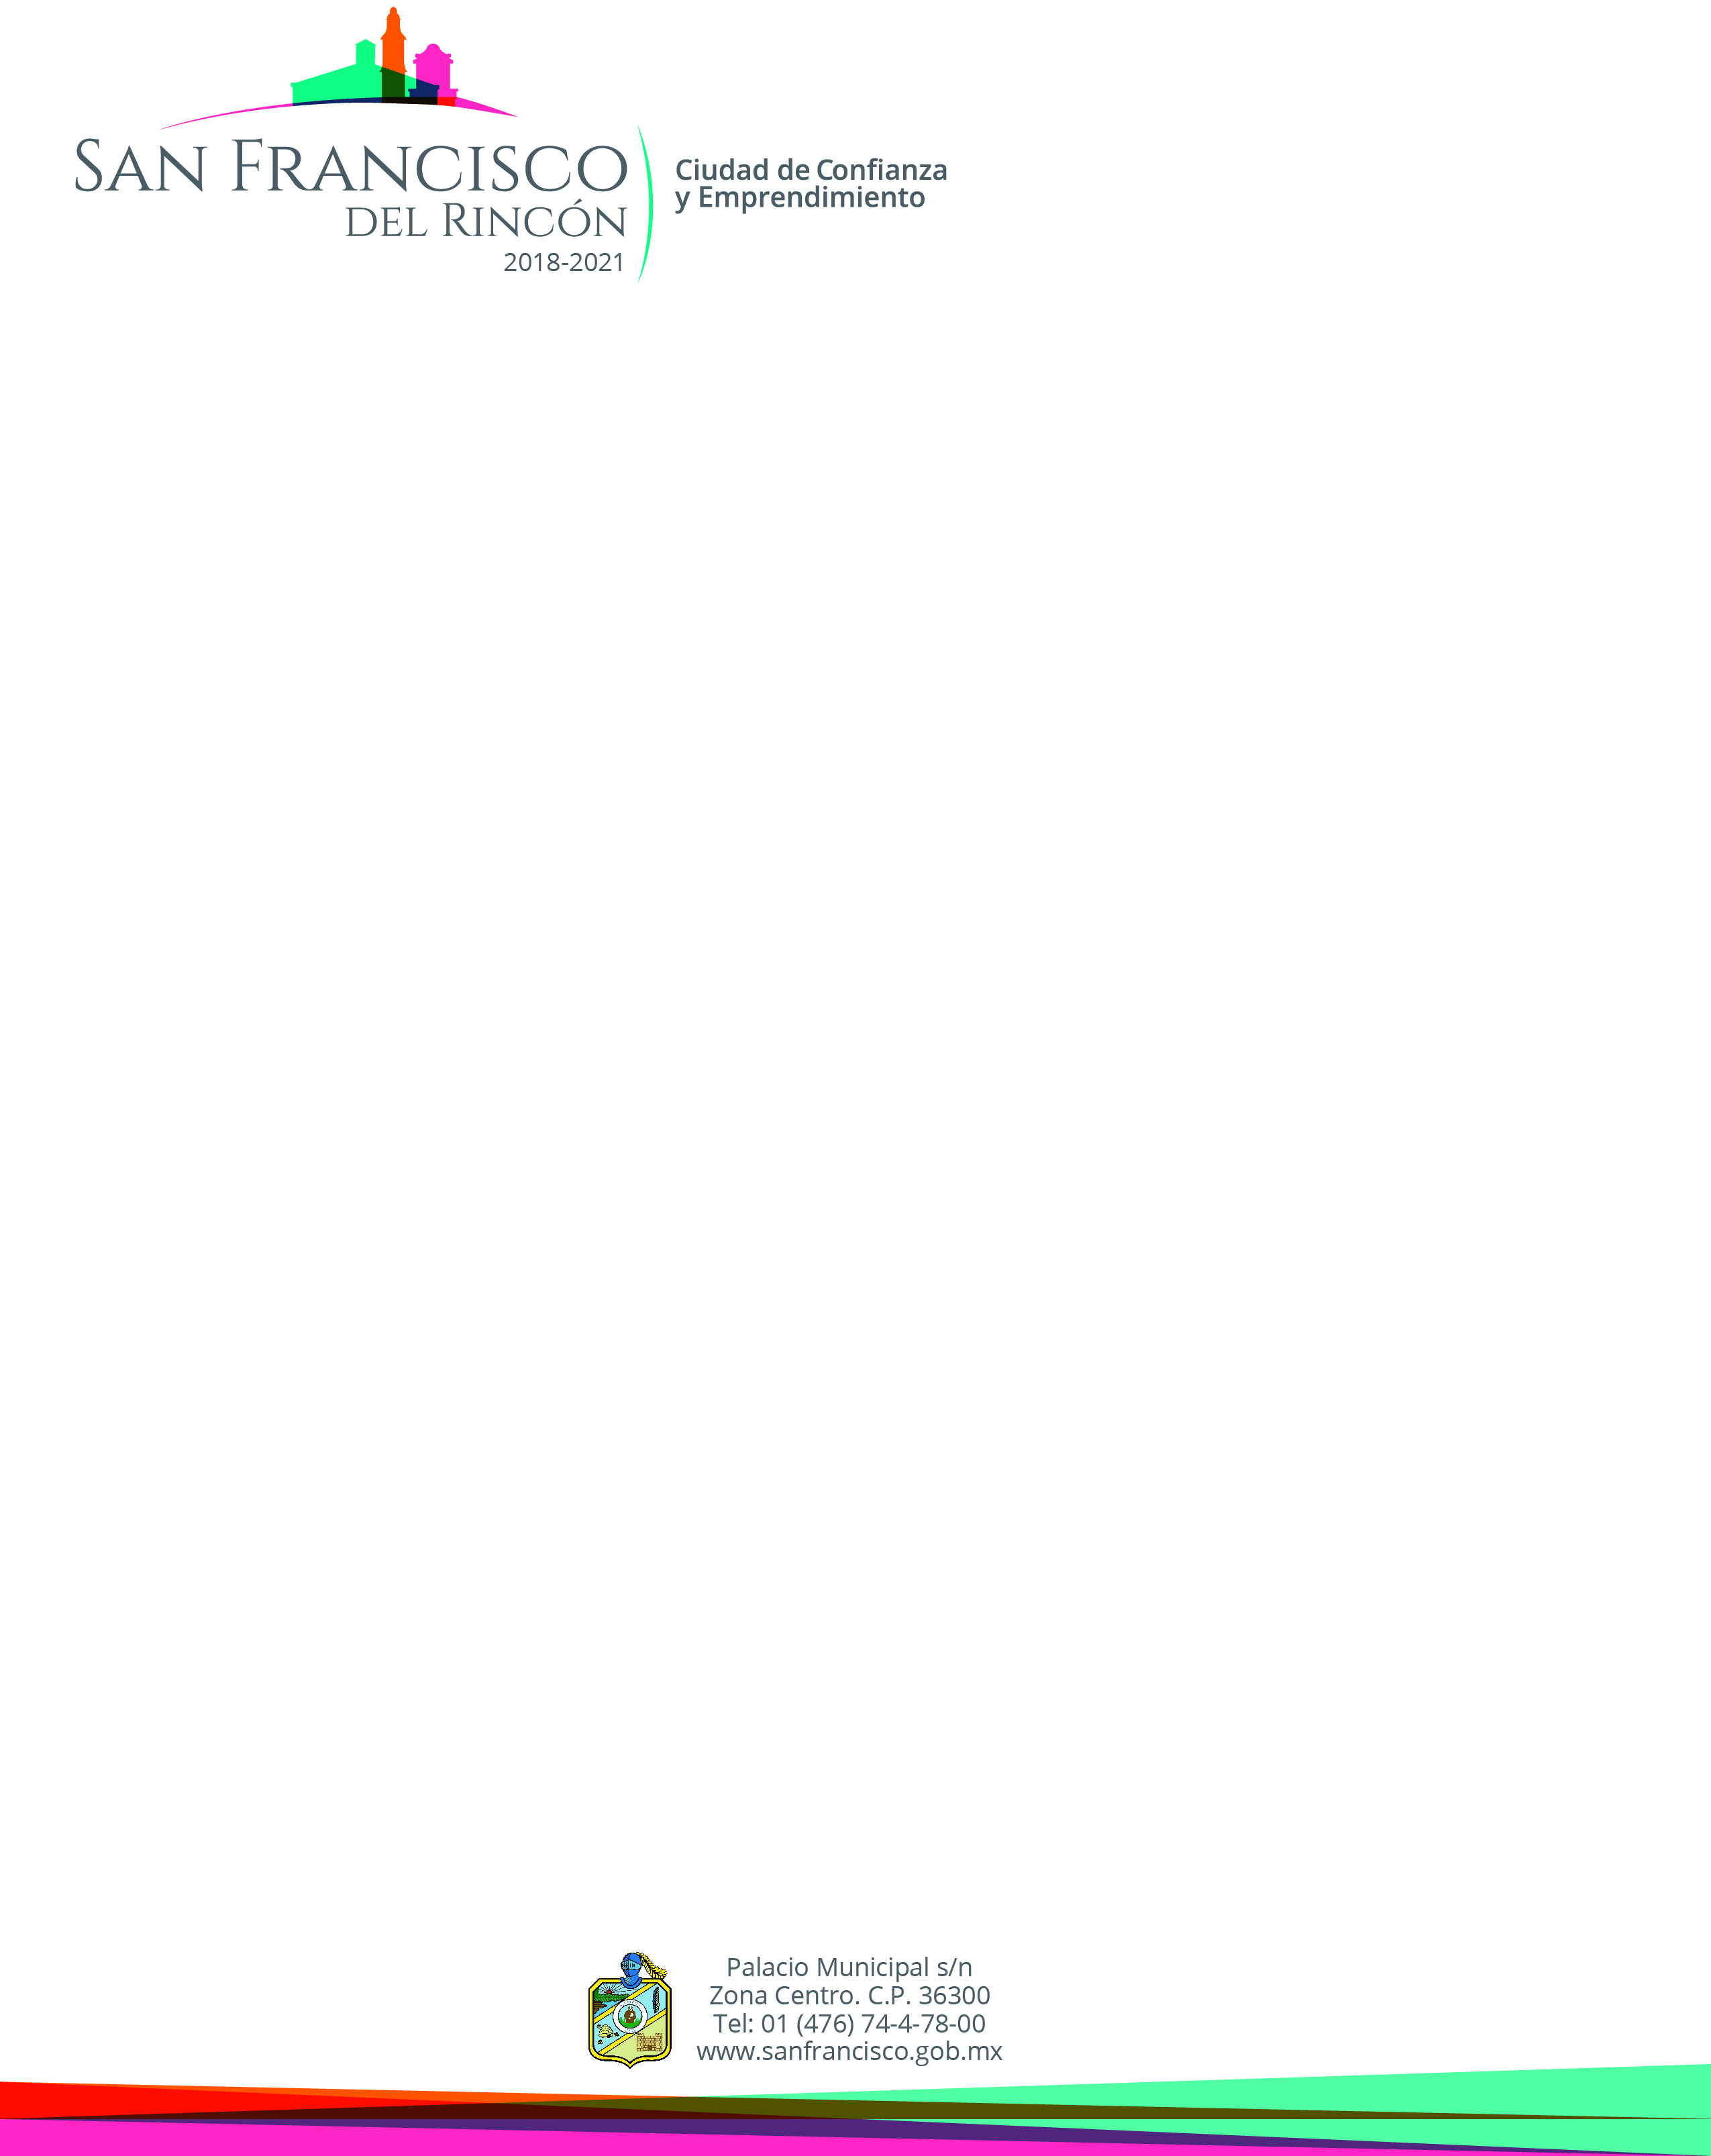 SAN FRANCISCO
DEL RINCÓN
2018-2021
Ciudad de Confianza
y Emprendimiento
Palacio Municipal s/n
Zona Centro. C.P. 36300
Tel: 01 (476) 74-4-78-00
www.sanfrancisco.gob.mx